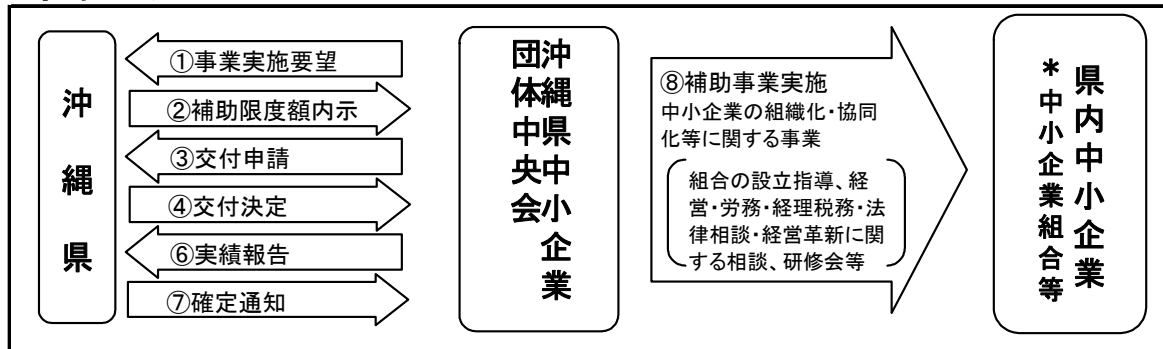 沖縄県
①事業実施要望
②補助限度額内示
③交付申請
④交付決定
⑥実績報告
⑦確定通知
沖縄県中小企業
団体中央会
⑧補助事業実施
中小企業の組織化・協同
化等に関する事業
組合の設立指導、経
営・労務・経理税務・法
律相談・経営革新に関
する相談、研修会等
県内中小企業
*中小企業組合等